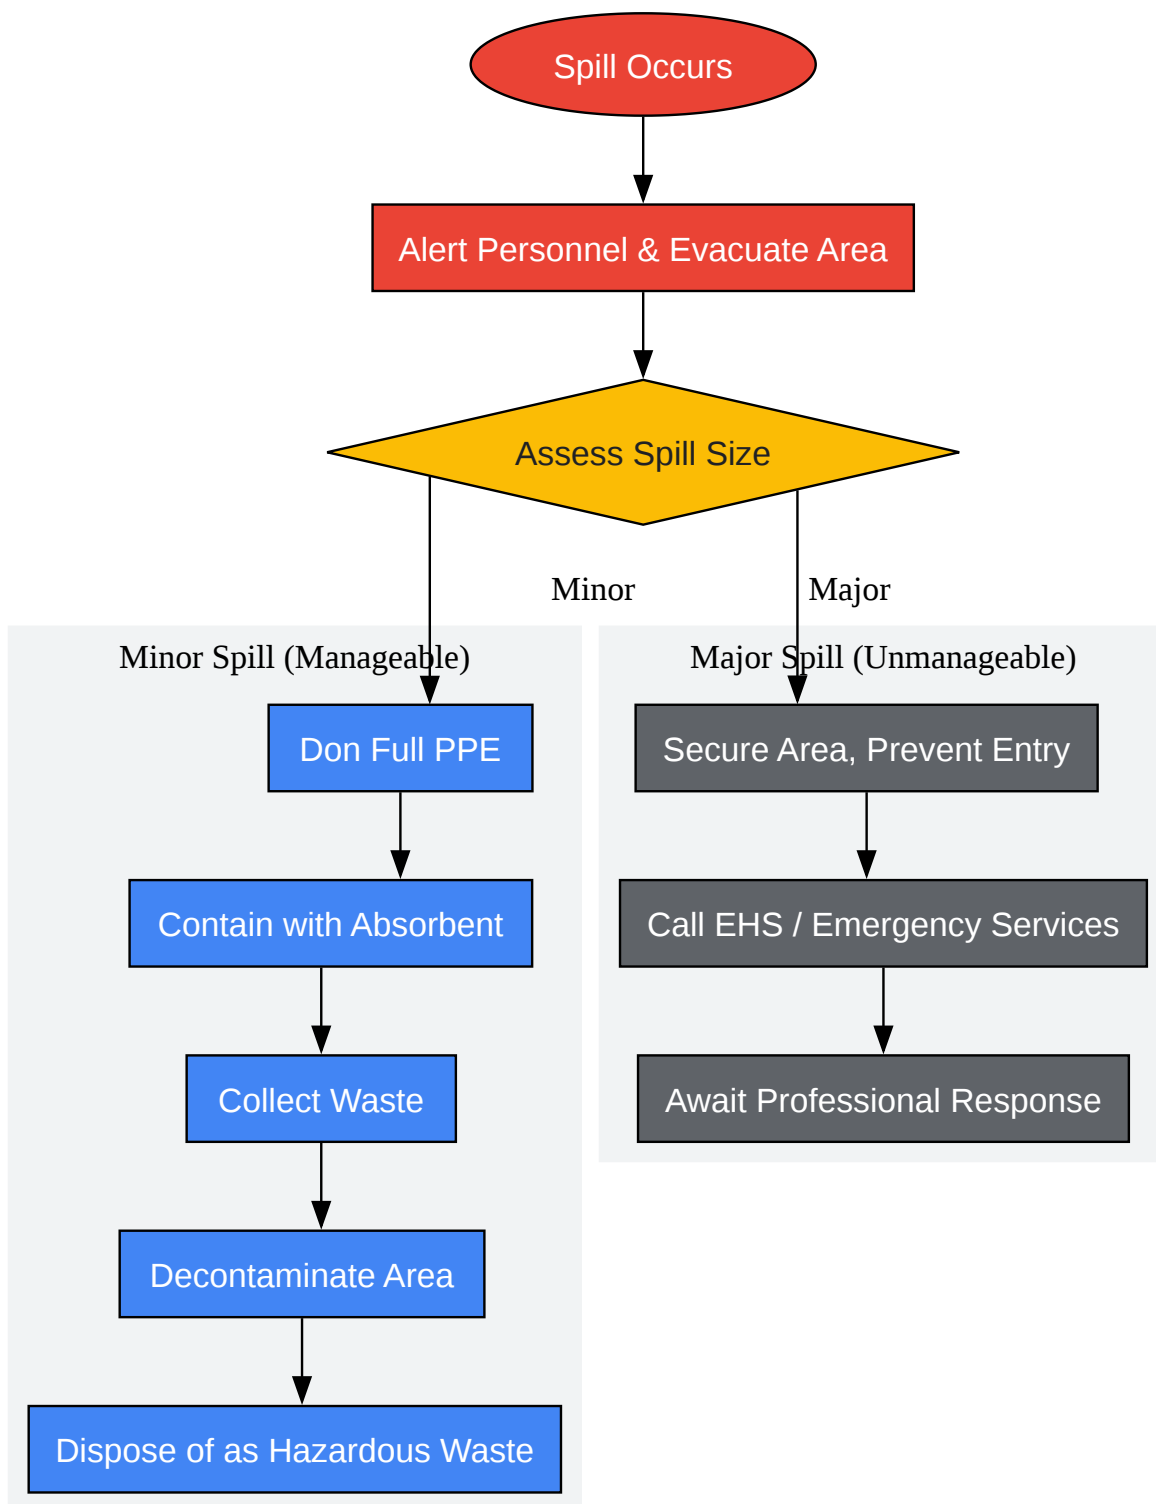 Spill Occurs
Alert Personnel & Evacuate Area
Assess Spill Size
Minor
Major
Minor Spill (Manageable)
Don Full PPE
Contain with Absorbent
Collect Waste
Decontaminate Area
Dispose of as Hazardous Waste
Major Spill (Unmanageable)
Secure Area, Prevent Entry
Call EHS / Emergency Services
Await Professional Response